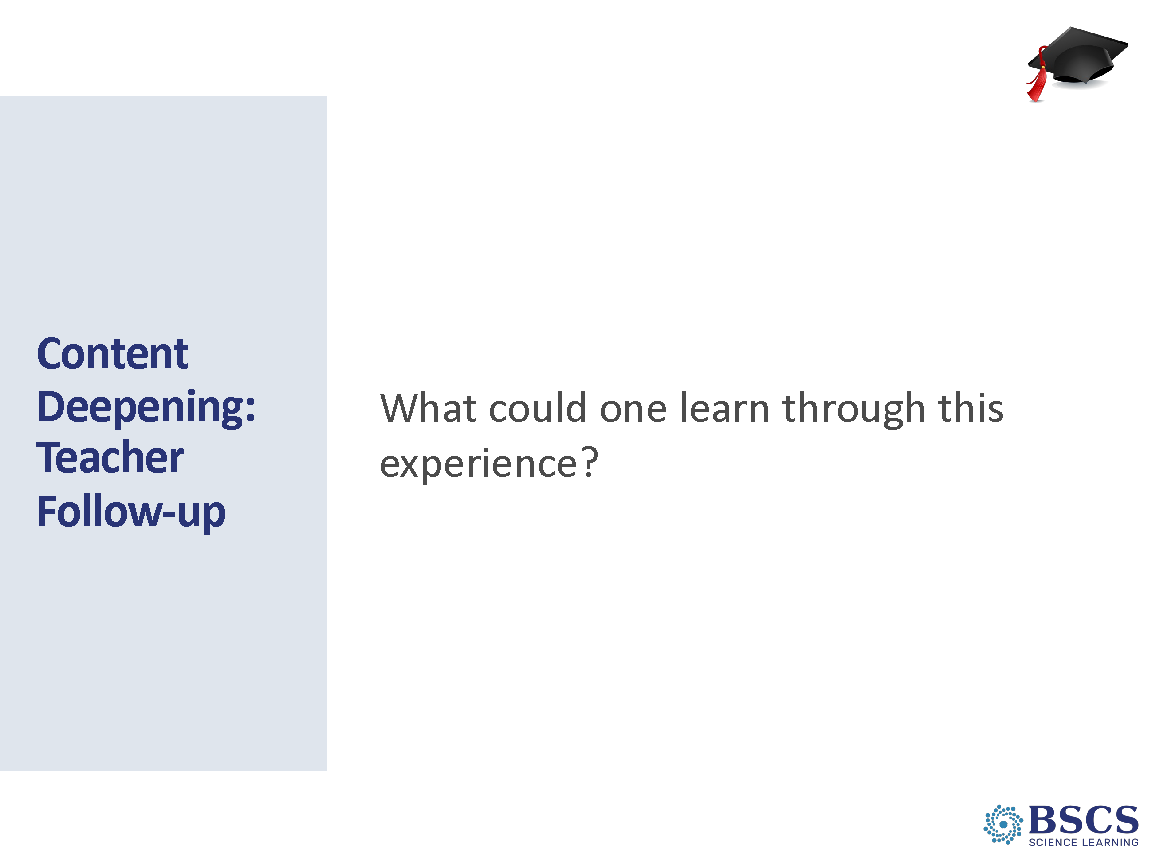 Content
Deepening:
Teacher
Follow-up
What could one learn through this
experience?
BSCS
SCIENCE LEARNING